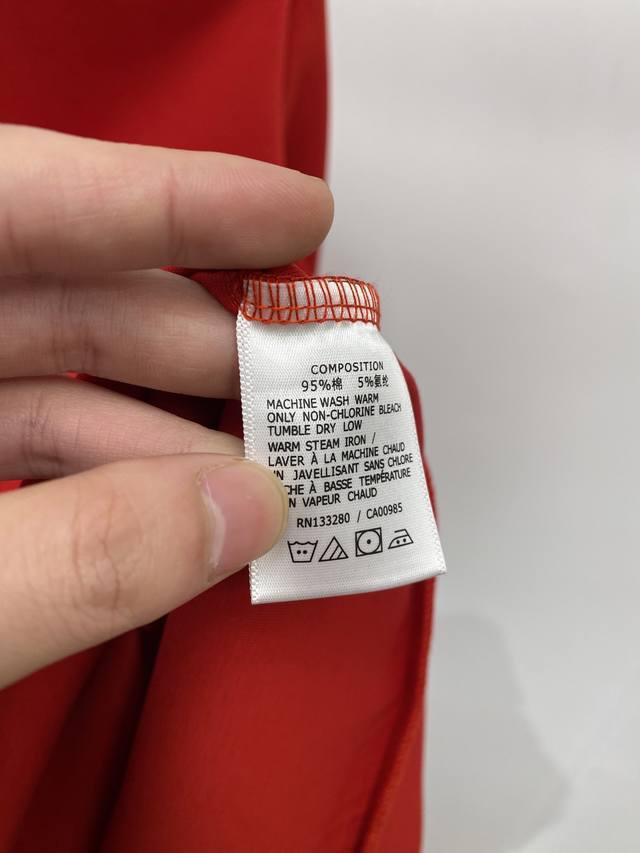 COMPOSITION
95%棉 5%氨纶
MACHINE WASH WARM
ONLY NON-CHLORINE BLEACH
TUMBLE DRY LOW
WARM STEAM IRON /
LAVER À LA MACHINE CHAUD
JAVELLISANT SANS CHLORE
À BASSE TEMPÉRATURE
VAPEUR CHAUD
RN133280 / CA00985